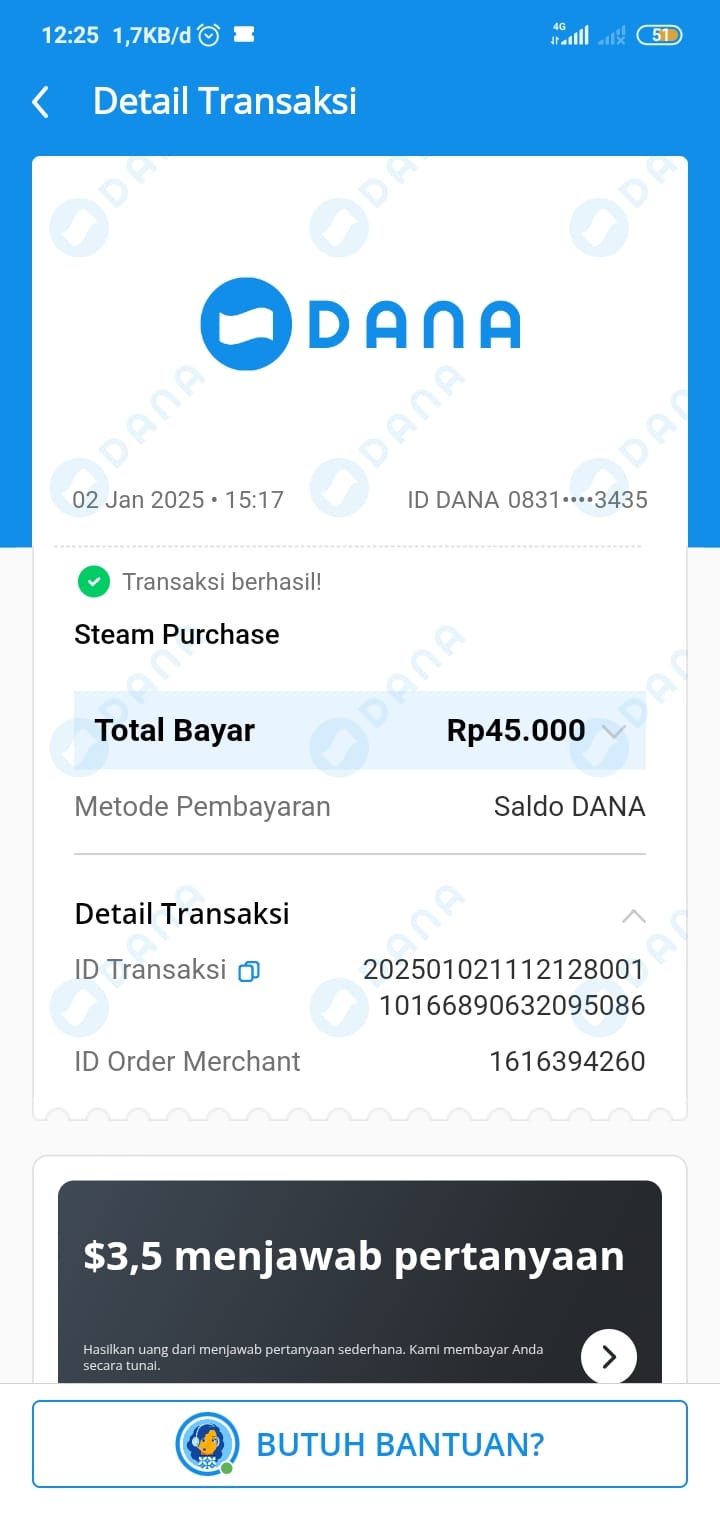 12:25 1,7KB/d 4G 51
Detail Transaksi
DANA
02 Jan 2025 • 15:17 ID DANA 0831••••3435
Transaksi berhasil!
Steam Purchase
Total Bayar Rp45.000
Metode Pembayaran Saldo DANA
Detail Transaksi
ID Transaksi 202501021112128001
10166890632095086
ID Order Merchant 1616394260
$3,5 menjawab pertanyaan
Hasilkan uang dari menjawab pertanyaan sederhana. Kami membayar Anda
secara tunai.
BUTUH BANTUAN?